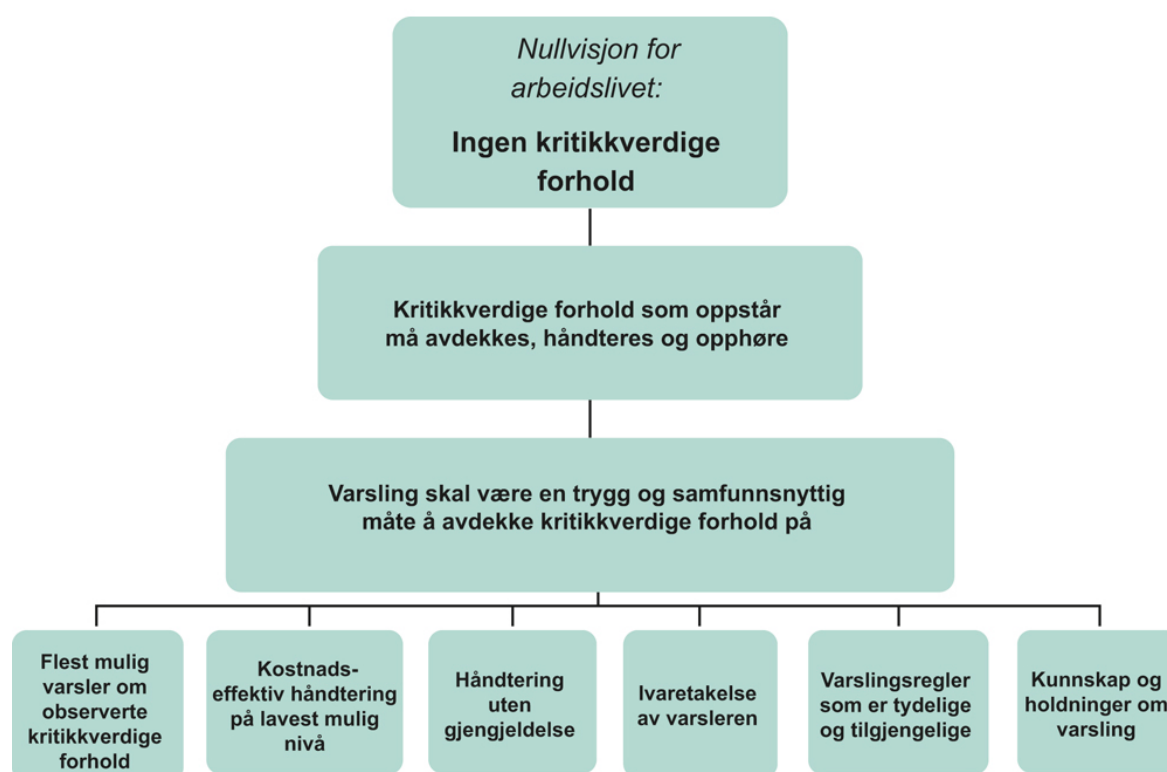 Nullvisjon for
arbeidslivet:
Ingen kritikkverdige
forhold
Kritikkverdige forhold som oppstår
må avdekkes, håndteres og opphøre
Varsling skal være en trygg og samfunnsnyttig
måte å avdekke kritikkverdige forhold på
Flest mulig
varsler om
observerte
kritikkverdige
forhold
Kostnads-
effektiv håndtering
på lavest mulig
nivå
Håndtering
uten
gjengjeldelse
Ivaretakelse
av varsleren
Varslingsregler
som er tydelige
og tilgjengelige
Kunnskap og
holdninger om
varsling